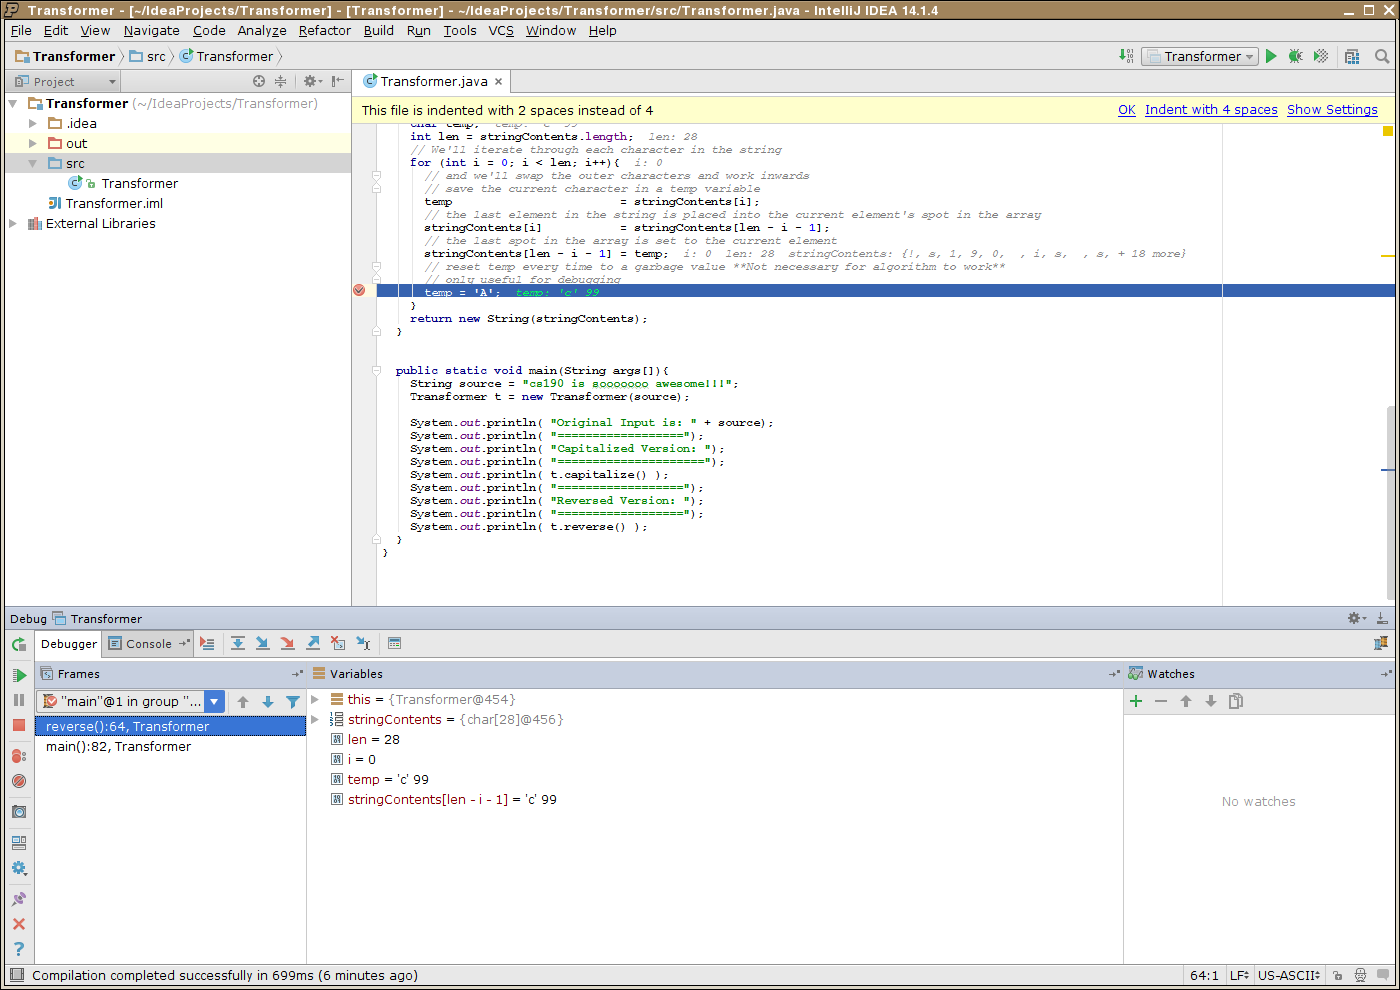 Transformer - [~/IdeaProjects/Transformer] - [Transformer] - ~/IdeaProjects/Transformer/src/Transformer.java - IntelliJ IDEA 14.1.4
File Edit View Navigate Code Analyze Refactor Build Run Tools VCS Window Help
Transformer src Transformer Transformer
Project Transformer.java
Transformer (~/IdeaProjects/Transformer)
.idea
out
src
Transformer
Transformer.iml
External Libraries
This file is indented with 2 spaces instead of 4 OK Indent with 4 spaces Show Settings
char temp; temp: 'c' 99
int len = stringContents.length; len: 28
// We'll iterate through each character in the string
for (int i = 0; i < len; i++){ i: 0
// and we'll swap the outer characters and work inwards
// save the current character in a temp variable
temp = stringContents[i];
// the last element in the string is placed into the current element's spot in the array
stringContents[i] = stringContents[len - i - 1];
// the last spot in the array is set to the current element
stringContents[len - i - 1] = temp; i: 0 len: 28 stringContents: {!, s, 1, 9, 0, , i, s, , s, + 18 more}
// reset temp every time to a garbage value **Not necessary for algorithm to work**
// only useful for debugging
temp = 'A'; temp: 'c' 99
}
return new String(stringContents);
}
public static void main(String args[]){
String source = "cs190 is sooooooo awesome!!!";
Transformer t = new Transformer(source);
System.out.println( "Original Input is: " + source);
System.out.println( "==================");
System.out.println( "Capitalized Version: ");
System.out.println( "=====================");
System.out.println( t.capitalize() );
System.out.println( "==================");
System.out.println( "Reversed Version: ");
System.out.println( "==================");
System.out.println( t.reverse() );
}
}
Debug Transformer
Debugger Console
Frames
"main"@1 in group "...
reverse():64, Transformer
main():82, Transformer
Variables
this = {Transformer@454}
stringContents = {char[28]@456}
len = 28
i = 0
temp = 'c' 99
stringContents[len - i - 1] = 'c' 99
Watches
No watches
Compilation completed successfully in 699ms (6 minutes ago) 64:1 LF US-ASCII